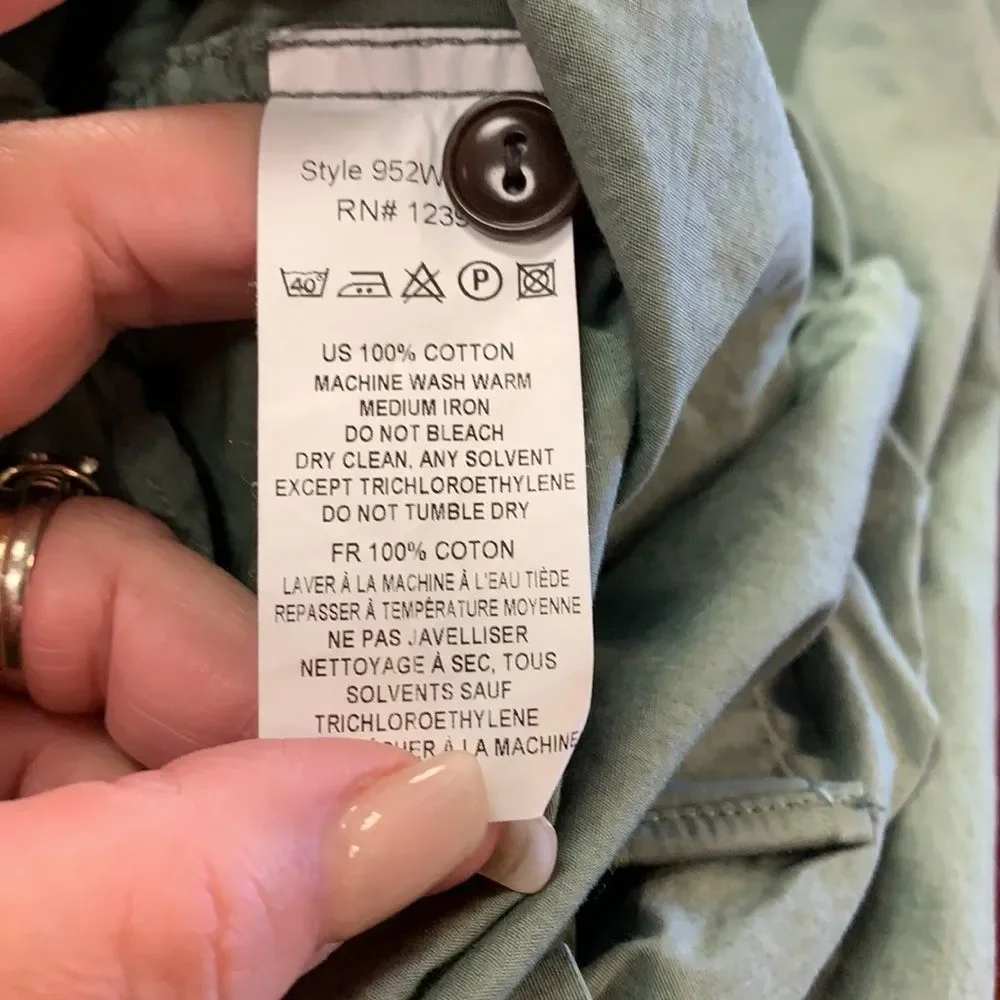 Style 952W
RN# 1239
40° P
US 100% COTTON
MACHINE WASH WARM
MEDIUM IRON
DO NOT BLEACH
DRY CLEAN, ANY SOLVENT
EXCEPT TRICHLOROETHYLENE
DO NOT TUMBLE DRY
FR 100% COTON
LAVER À LA MACHINE À L'EAU TIÈDE
REPASSER À TEMPÉRATURE MOYENNE
NE PAS JAVELLISER
NETTOYAGE À SEC, TOUS
SOLVENTS SAUF
TRICHLOROETHYLENE
À LA MACHINE